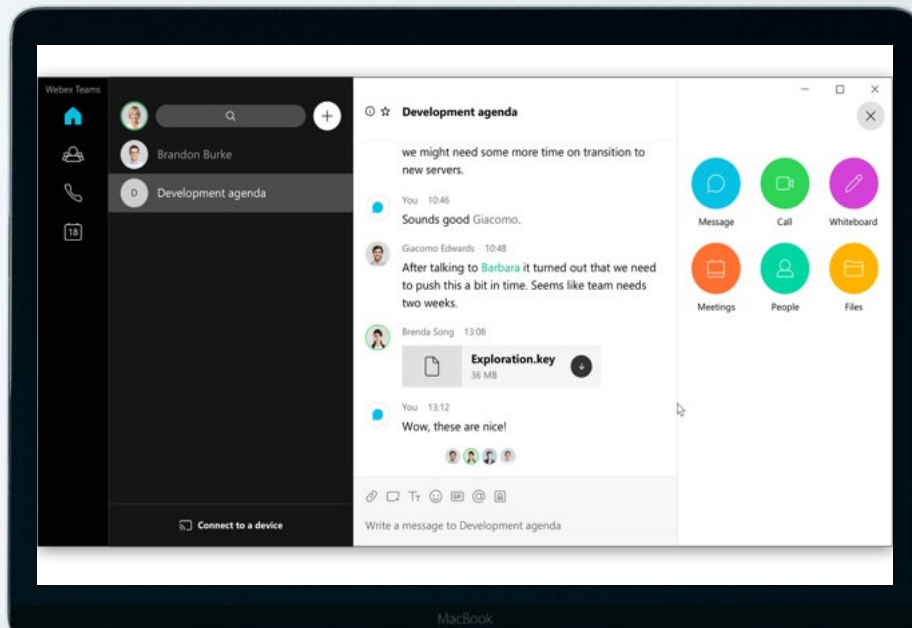 Webex Teams
Brandon Burke
D
Development agenda
18
Connect to a device
Development agenda
we might need some more time on transition to
new servers.
You 10:46
Sounds good Giacomo.
Giacomo Edwards 10:48
After talking to Barbara it turned out that we need
to push this a bit in time. Seems like team needs
two weeks.
Brenda Song 13:08
Exploration.key
36 MB
You 13:12
Wow, these are nice!
Tт
GIF
@
Write a message to Development agenda
Message
Call
Whiteboard
Meetings
People
Files
MacBook